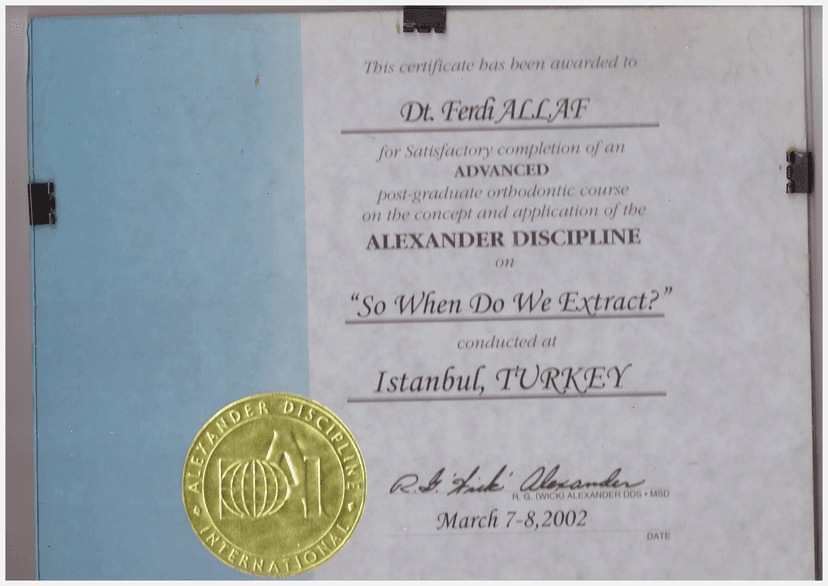 This certificate has been awarded to
Dt. Ferdi ALLAF
for Satisfactory completion of an
ADVANCED
post-graduate orthodontic course
on the concept and application of the
ALEXANDER DISCIPLINE
on
“So When Do We Extract?”
conducted at
Istanbul, TURKEY
ALEXANDER DISCIPLINE
INTERNATIONAL
R. G. 'Wick' Alexander
R. G. (WICK) ALEXANDER DDS • MSD
March 7-8,2002
DATE